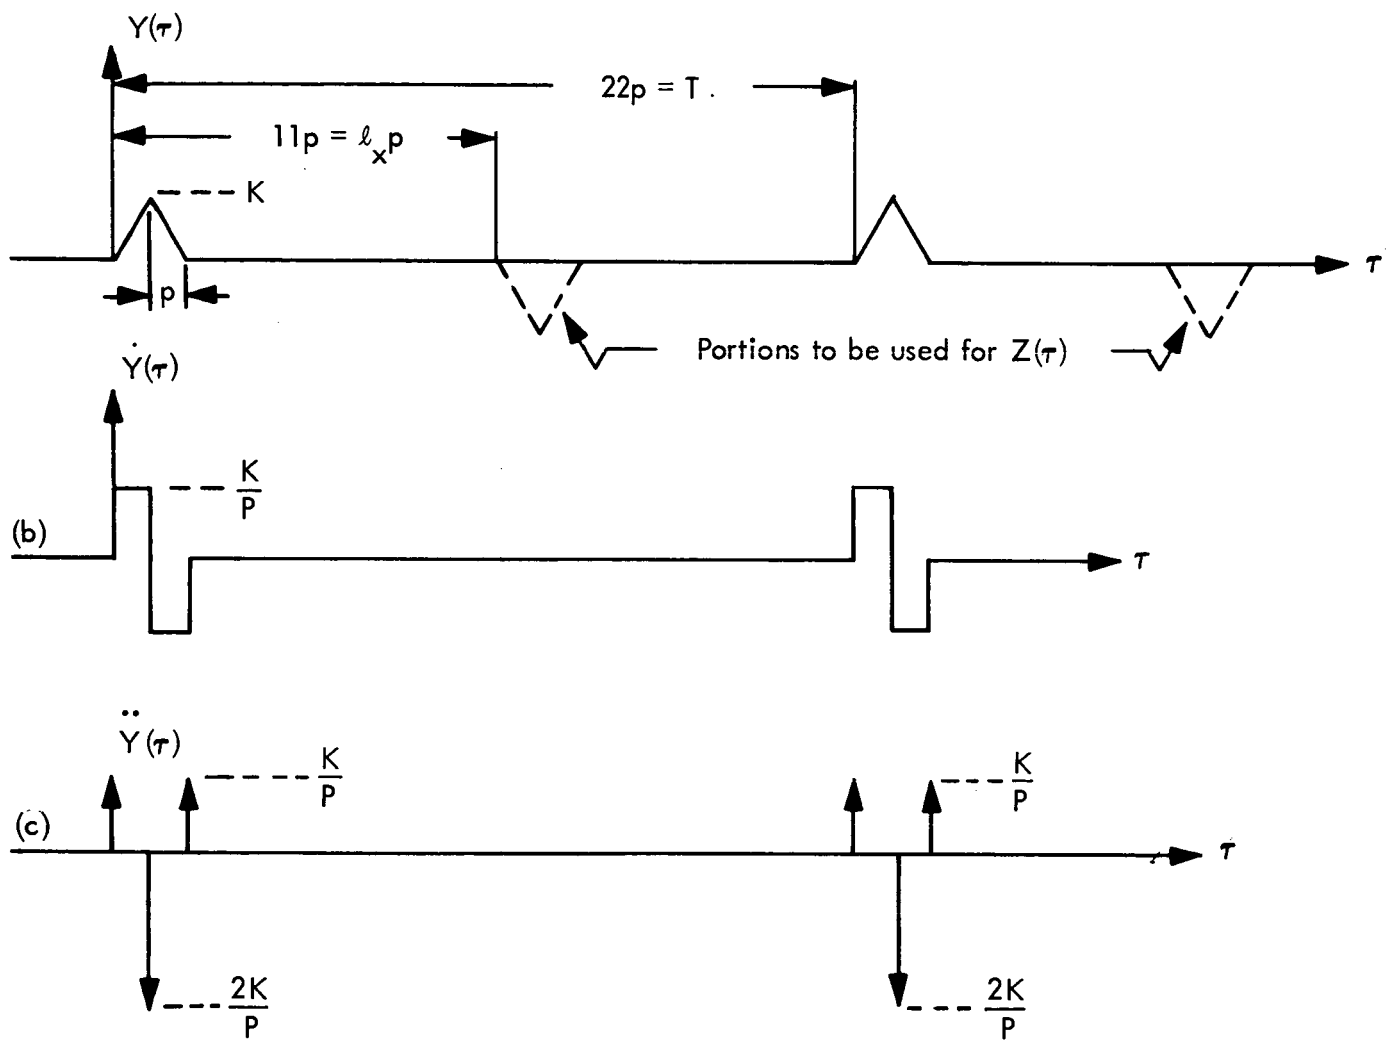 Y(τ)
22p = T .
11p = ℓₓp
K
τ
p
Portions to be used for Z(τ)
Ẏ(τ)
K
P
(b)
τ
Ÿ(τ)
K
P
K
P
(c)
τ
2K
P
2K
P